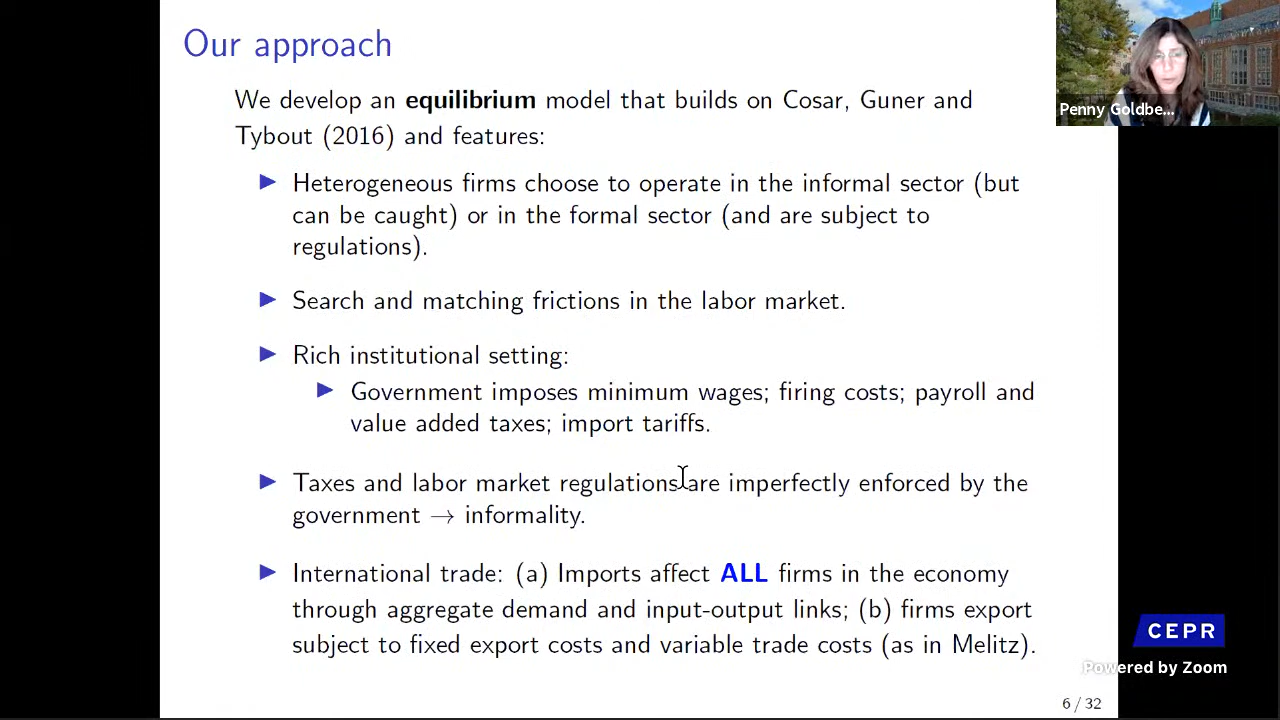 Our approach
We develop an equilibrium model that builds on Cosar, Guner and
Tybout (2016) and features:
▶ Heterogeneous firms choose to operate in the informal sector (but
can be caught) or in the formal sector (and are subject to
regulations).
▶ Search and matching frictions in the labor market.
▶ Rich institutional setting:
▶ Government imposes minimum wages; firing costs; payroll and
value added taxes; import tariffs.
▶ Taxes and labor market regulations are imperfectly enforced by the
government → informality.
▶ International trade: (a) Imports affect ALL firms in the economy
through aggregate demand and input-output links; (b) firms export
subject to fixed export costs and variable trade costs (as in Melitz).
6 / 32
Penny Goldbe...
CEPR
Powered by Zoom